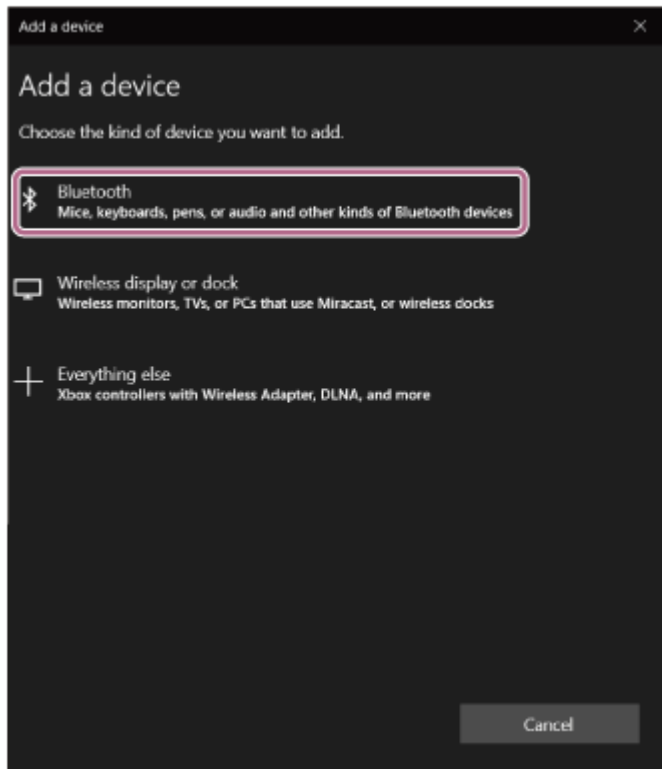 Add a device
Add a device
Choose the kind of device you want to add.
Bluetooth
Mice, keyboards, pens, or audio and other kinds of Bluetooth devices
Wireless display or dock
Wireless monitors, TVs, or PCs that use Miracast, or wireless docks
Everything else
Xbox controllers with Wireless Adapter, DLNA, and more
Cancel